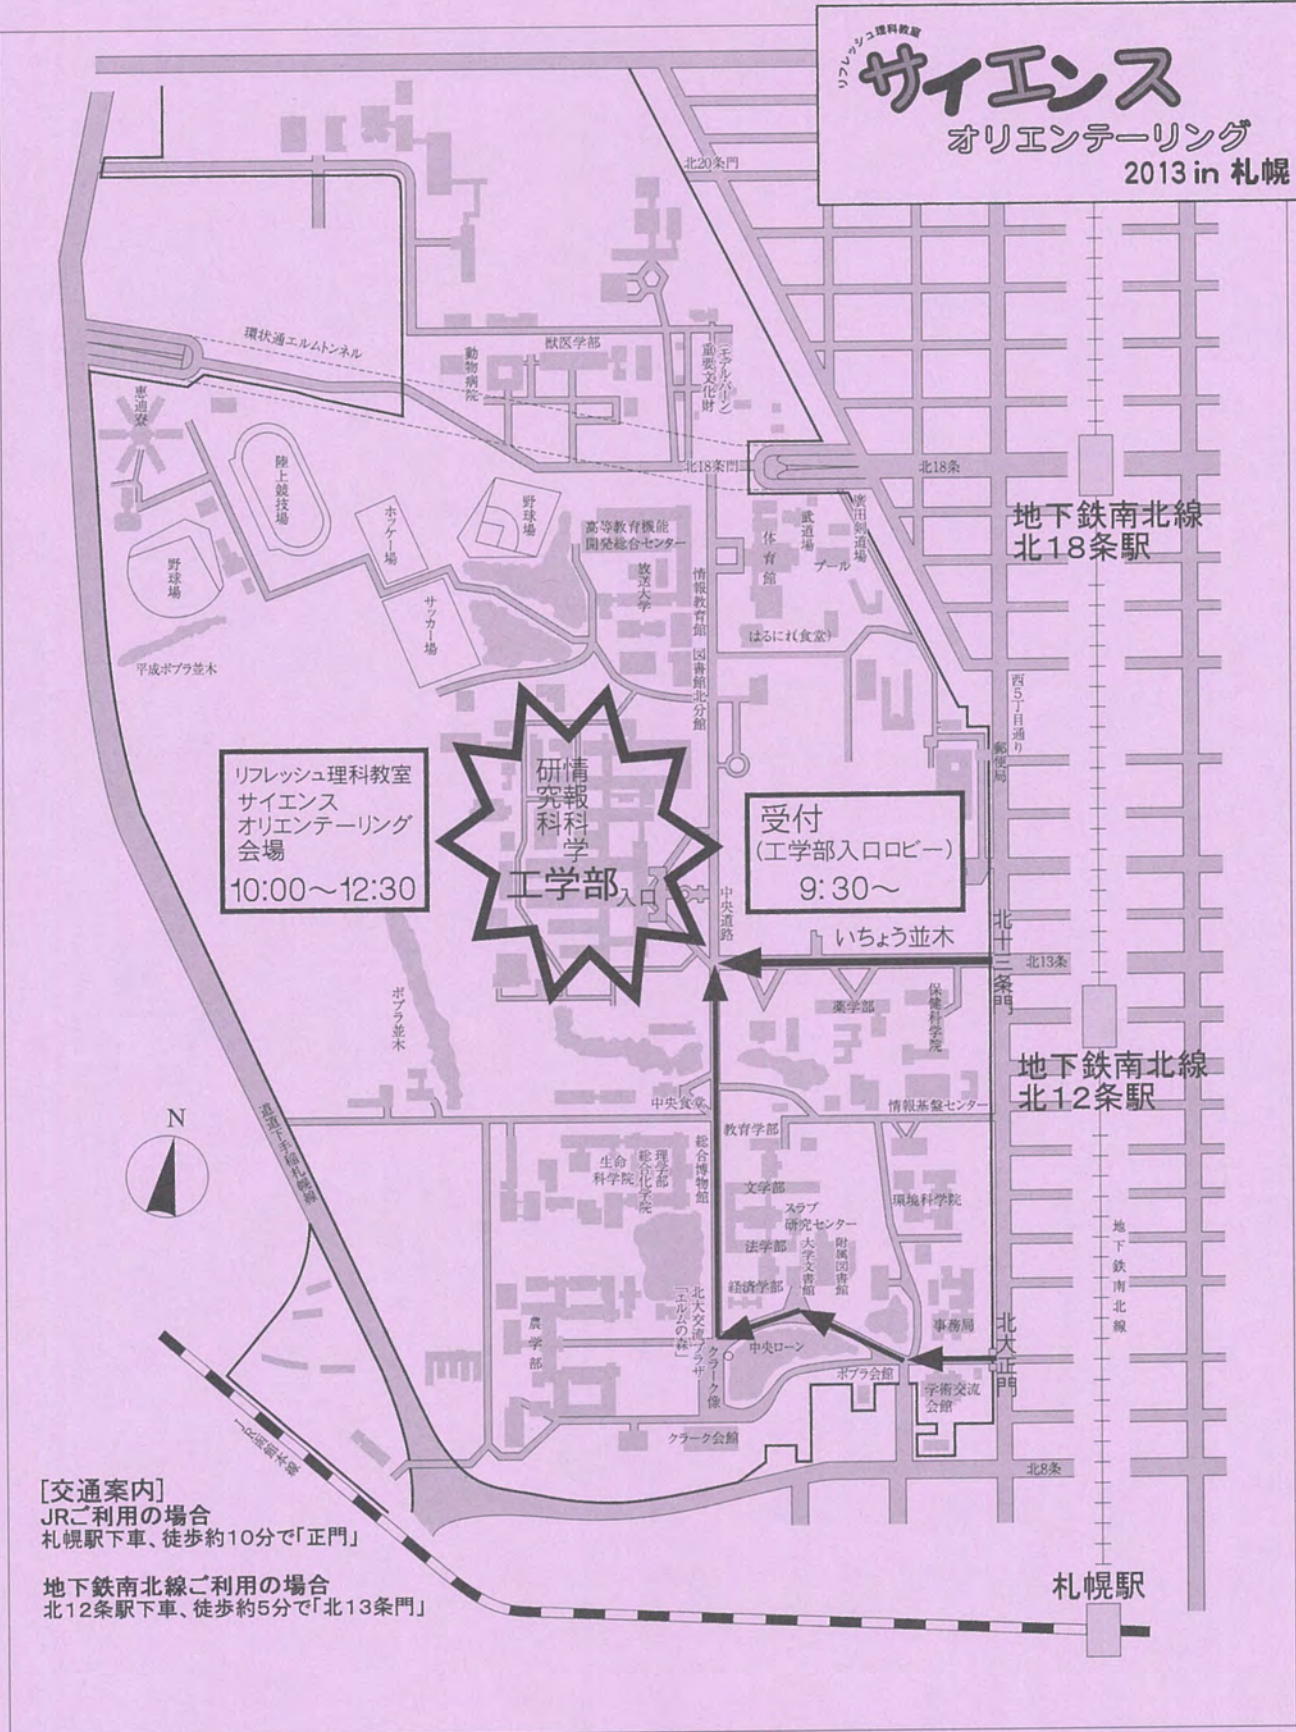 リフレッシュ理科教室
サイエンス
オリエンテーリング
2013 in 札幌
北20条門
環状通エルムトンネル
獣医学部
動物病院
重要文化財
(モデルバーン)
恵迪寮
陸上競技場
北18条門
北18条
地下鉄南北線
北18条駅
ホッケー場
野球場
高等教育機能
開発総合センター
放送大学
情報教育館
図書館北分館
体育館
武道場
プール
廣田剣道場
野球場
サッカー場
はるにれ(食堂)
平成ポプラ並木
西5丁目通り
郵便局
リフレッシュ理科教室
サイエンス
オリエンテーリング
会場
10:00〜12:30
情報科学
研究科
工学部
入口
受付
(工学部入口ロビー)
9:30〜
中央道路
いちょう並木
北十三条門
北13条
ポプラ並木
薬学部
保健科学院
地下鉄南北線
北12条駅
中央食堂
情報基盤センター
N
道道下手稲札幌線
教育学部
生命
科学院
理学部
総合化学院
総合博物館
文学部
スラブ
研究センター
環境科学院
法学部
大学文書館
附属図書館
経済学部
地下鉄南北線
農学部
北大交流プラザ
「エルムの森」
クラーク像
中央ローン
事務局
北大正門
ポプラ会館
学術交流
会館
クラーク会館
北8条
JR函館本線
[交通案内]
JRご利用の場合
札幌駅下車、徒歩約10分で「正門」
地下鉄南北線ご利用の場合
北12条駅下車、徒歩約5分で「北13条門」
札幌駅